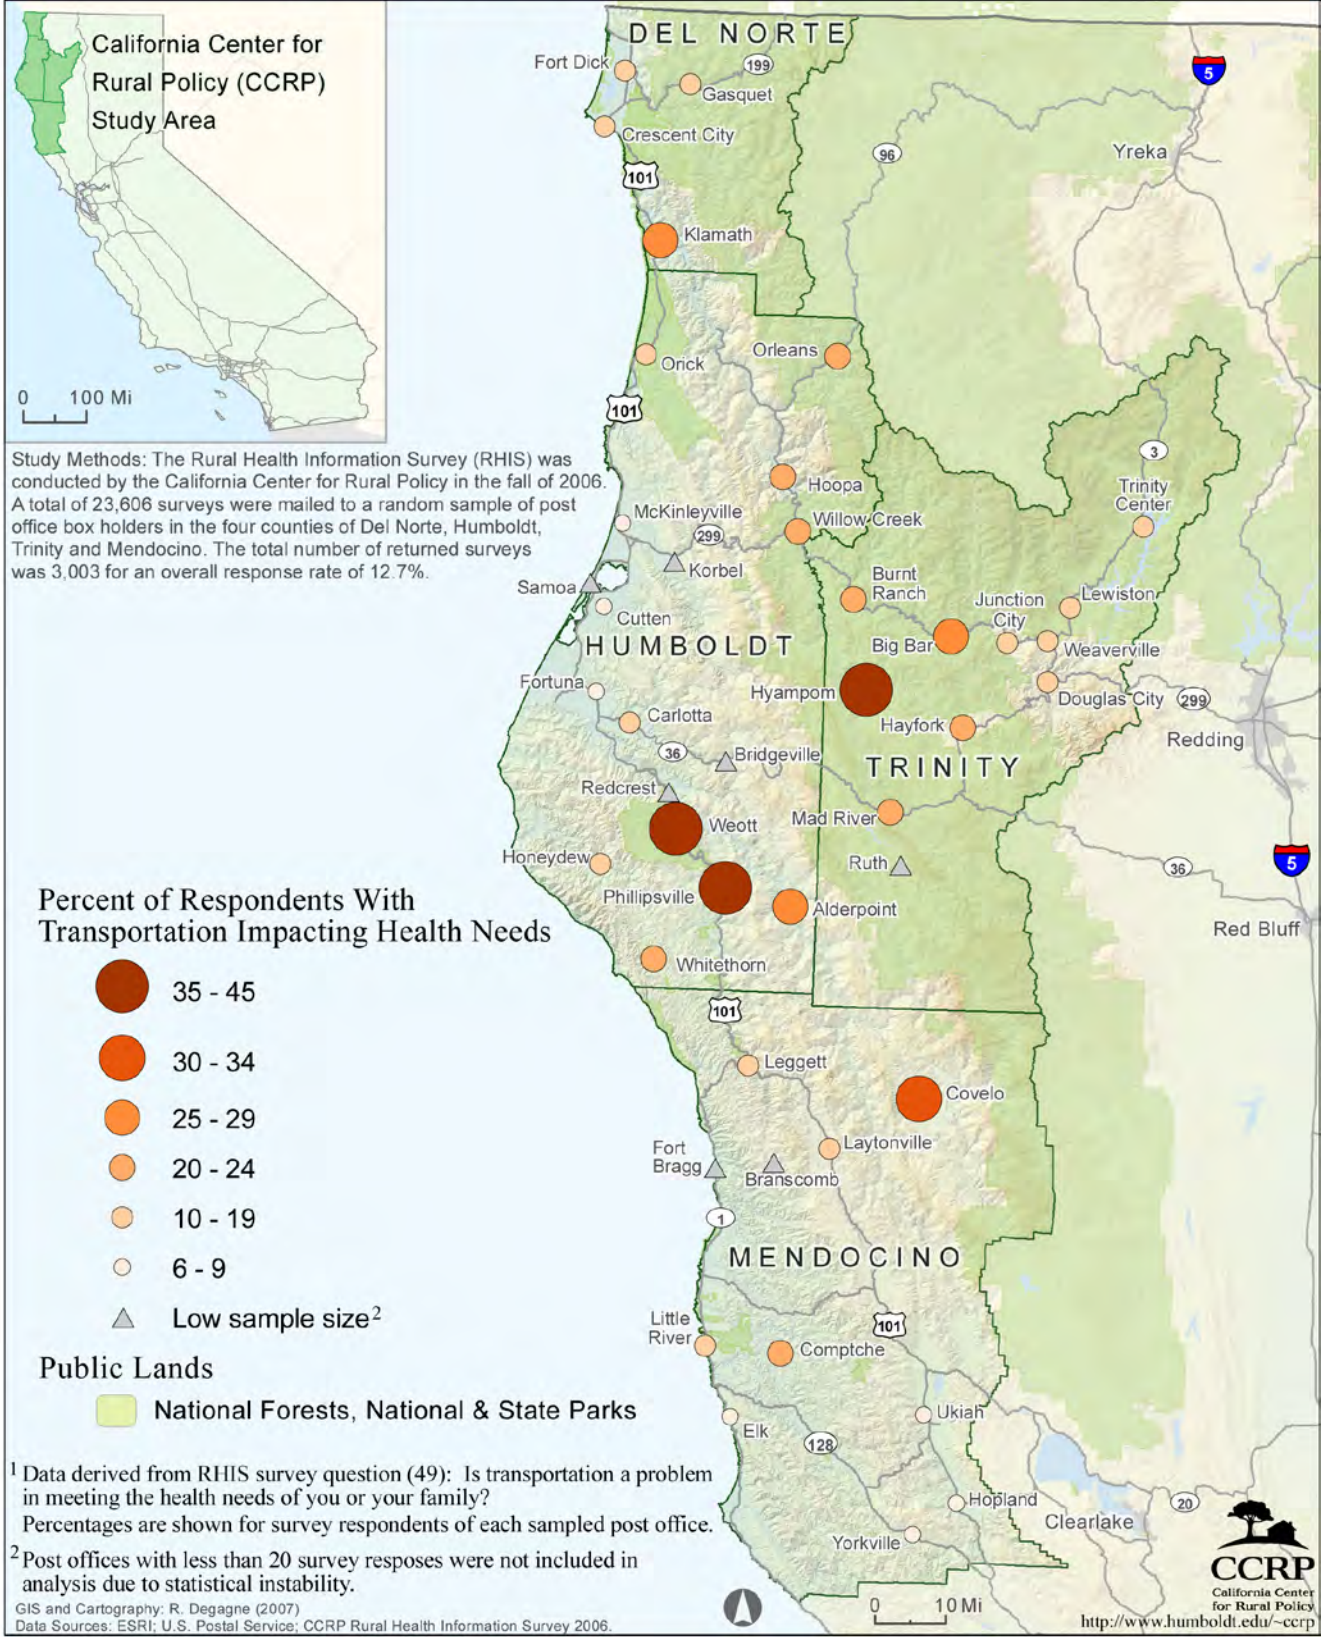 California Center for
Rural Policy (CCRP)
Study Area
0 100 Mi
Study Methods: The Rural Health Information Survey (RHIS) was
conducted by the California Center for Rural Policy in the fall of 2006.
A total of 23,606 surveys were mailed to a random sample of post
office box holders in the four counties of Del Norte, Humboldt,
Trinity and Mendocino. The total number of returned surveys
was 3,003 for an overall response rate of 12.7%.
DEL NORTE
Fort Dick
199
5
Gasquet
Crescent City
96
Yreka
101
Klamath
Orleans
Orick
101
3
Hoopa
Trinity
Center
McKinleyville
Willow Creek
299
Korbel
Samoa
Burnt
Ranch
Cutten
Junction
City
Lewiston
HUMBOLDT
Big Bar
Weaverville
Fortuna
Hyampom
Douglas City
299
Carlotta
Hayfork
Redding
36
Bridgeville
TRINITY
Redcrest
Weott
Mad River
Honeydew
Ruth
36
5
Phillipsville
Alderpoint
Red Bluff
Whitethorn
101
Leggett
Covelo
Fort
Bragg
Laytonville
Branscomb
1
MENDOCINO
Little
River
101
Comptche
Elk
Ukiah
128
Hopland
20
Clearlake
Yorkville
Percent of Respondents With
Transportation Impacting Health Needs
35 - 45
30 - 34
25 - 29
20 - 24
10 - 19
6 - 9
Low sample size2
Public Lands
National Forests, National & State Parks
1 Data derived from RHIS survey question (49): Is transportation a problem
in meeting the health needs of you or your family?
Percentages are shown for survey respondents of each sampled post office.
2 Post offices with less than 20 survey resposes were not included in
analysis due to statistical instability.
GIS and Cartography: R. Degagne (2007)
Data Sources: ESRI; U.S. Postal Service; CCRP Rural Health Information Survey 2006.
0 10 Mi
CCRP
California Center
for Rural Policy
http://www.humboldt.edu/~ccrp